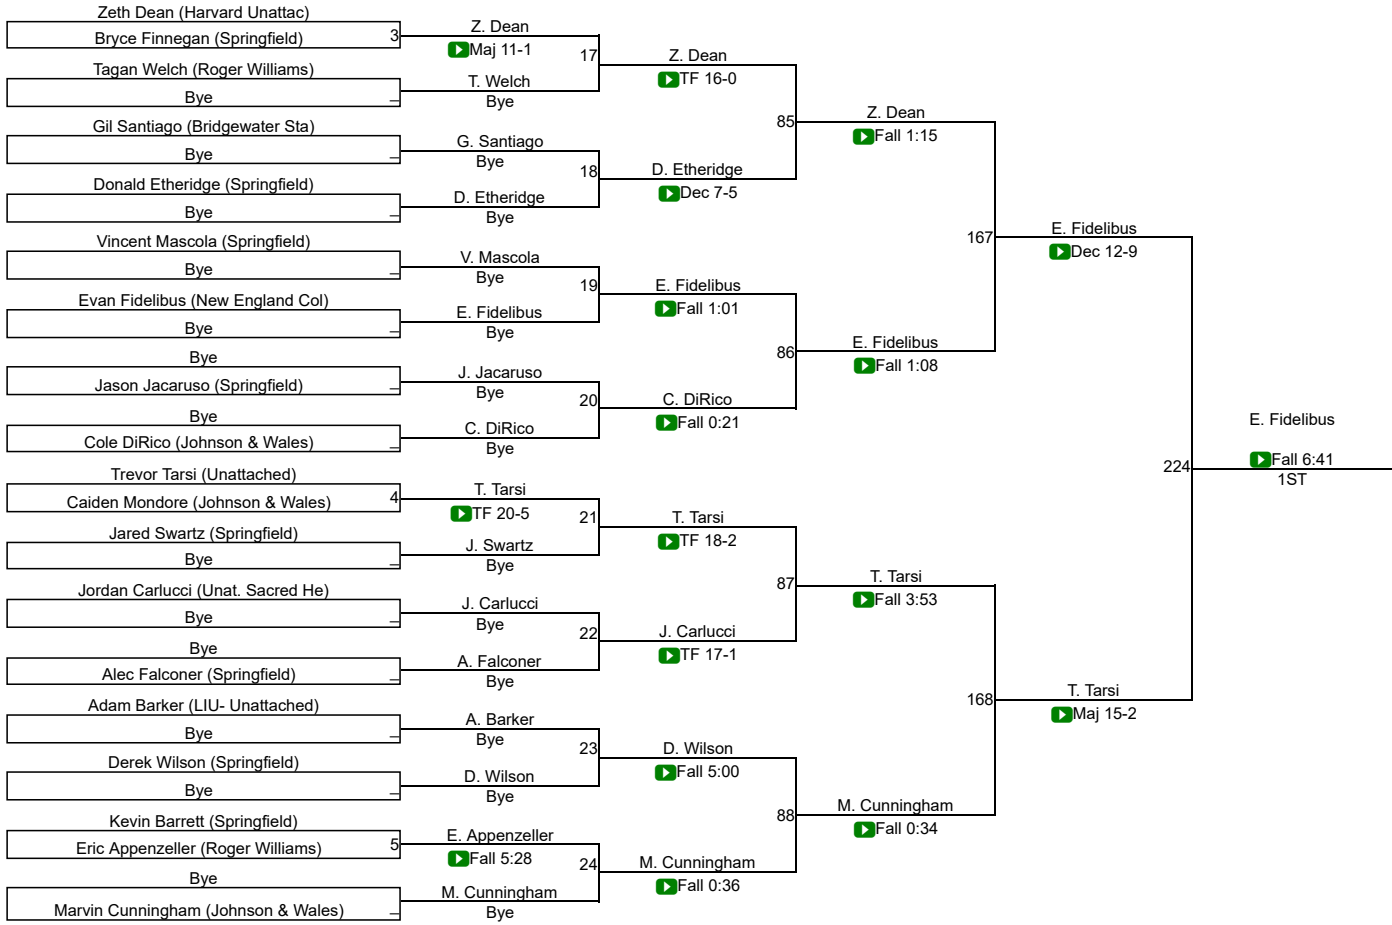 Zeth Dean (Harvard Unattac)
Bryce Finnegan (Springfield)
3
Tagan Welch (Roger Williams)
Bye
Gil Santiago (Bridgewater Sta)
Bye
Donald Etheridge (Springfield)
Bye
Vincent Mascola (Springfield)
Bye
Evan Fidelibus (New England Col)
Bye
Bye
Jason Jacaruso (Springfield)
Bye
Cole DiRico (Johnson & Wales)
Trevor Tarsi (Unattached)
Caiden Mondore (Johnson & Wales)
4
Jared Swartz (Springfield)
Bye
Jordan Carlucci (Unat. Sacred He)
Bye
Bye
Alec Falconer (Springfield)
Adam Barker (LIU- Unattached)
Bye
Derek Wilson (Springfield)
Bye
Kevin Barrett (Springfield)
Eric Appenzeller (Roger Williams)
5
Bye
Marvin Cunningham (Johnson & Wales)
Z. Dean
Maj 11-1
17
T. Welch
Bye
G. Santiago
Bye
18
D. Etheridge
Bye
V. Mascola
Bye
19
E. Fidelibus
Bye
J. Jacaruso
Bye
20
C. DiRico
Bye
T. Tarsi
TF 20-5
21
J. Swartz
Bye
J. Carlucci
Bye
22
A. Falconer
Bye
A. Barker
Bye
23
D. Wilson
Bye
E. Appenzeller
Fall 5:28
24
M. Cunningham
Bye
Z. Dean
TF 16-0
85
D. Etheridge
Dec 7-5
E. Fidelibus
Fall 1:01
86
C. DiRico
Fall 0:21
T. Tarsi
TF 18-2
87
J. Carlucci
TF 17-1
D. Wilson
Fall 5:00
88
M. Cunningham
Fall 0:36
Z. Dean
Fall 1:15
167
E. Fidelibus
Fall 1:08
T. Tarsi
Fall 3:53
168
M. Cunningham
Fall 0:34
E. Fidelibus
Dec 12-9
224
T. Tarsi
Maj 15-2
E. Fidelibus
Fall 6:41
1ST